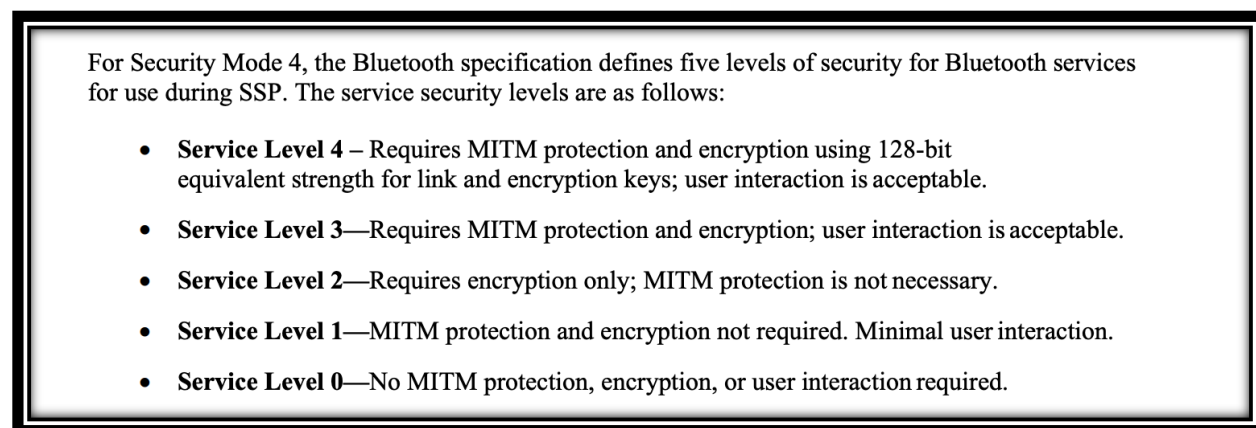 For Security Mode 4, the Bluetooth specification defines five levels of security for Bluetooth services
for use during SSP. The service security levels are as follows:
• Service Level 4 – Requires MITM protection and encryption using 128-bit
equivalent strength for link and encryption keys; user interaction is acceptable.
• Service Level 3—Requires MITM protection and encryption; user interaction is acceptable.
• Service Level 2—Requires encryption only; MITM protection is not necessary.
• Service Level 1—MITM protection and encryption not required. Minimal user interaction.
• Service Level 0—No MITM protection, encryption, or user interaction required.